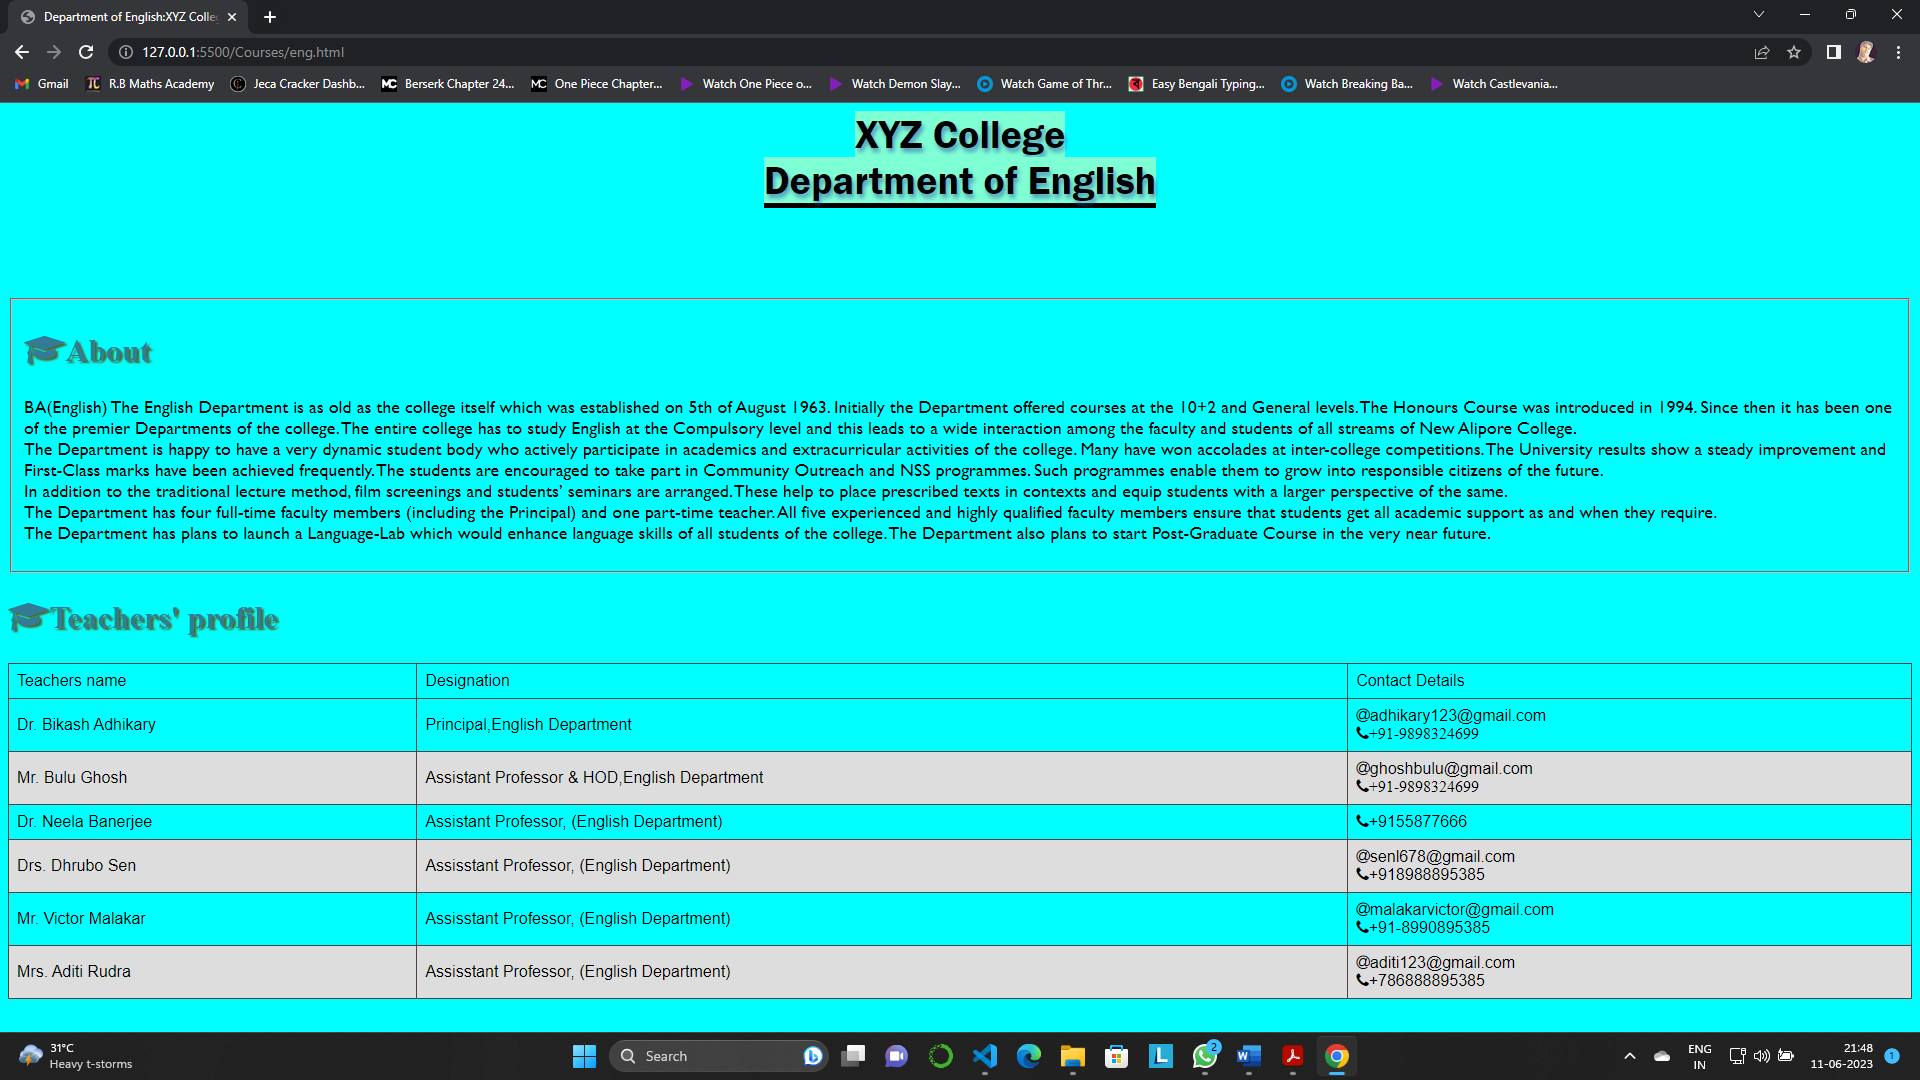 Department of English:XYZ Colle
127.0.0.1:5500/Courses/eng.html
Gmail R.B Maths Academy Jeca Cracker Dashb... Berserk Chapter 24... One Piece Chapter... Watch One Piece o... Watch Demon Slay... Watch Game of Thr... Easy Bengali Typing... Watch Breaking Ba... Watch Castlevania...
XYZ College
Department of English
About
BA(English) The English Department is as old as the college itself which was established on 5th of August 1963. Initially the Department offered courses at the 10+2 and General levels. The Honours Course was introduced in 1994. Since then it has been one
of the premier Departments of the college. The entire college has to study English at the Compulsory level and this leads to a wide interaction among the faculty and students of all streams of New Alipore College.
The Department is happy to have a very dynamic student body who actively participate in academics and extracurricular activities of the college. Many have won accolades at inter-college competitions. The University results show a steady improvement and
First-Class marks have been achieved frequently. The students are encouraged to take part in Community Outreach and NSS programmes. Such programmes enable them to grow into responsible citizens of the future.
In addition to the traditional lecture method, film screenings and students’ seminars are arranged. These help to place prescribed texts in contexts and equip students with a larger perspective of the same.
The Department has four full-time faculty members (including the Principal) and one part-time teacher. All five experienced and highly qualified faculty members ensure that students get all academic support as and when they require.
The Department has plans to launch a Language-Lab which would enhance language skills of all students of the college. The Department also plans to start Post-Graduate Course in the very near future.
Teachers' profile
Teachers name Designation Contact Details
Dr. Bikash Adhikary Principal,English Department @adhikary123@gmail.com
+91-9898324699
Mr. Bulu Ghosh Assistant Professor & HOD,English Department @ghoshbulu@gmail.com
+91-9898324699
Dr. Neela Banerjee Assistant Professor, (English Department) +9155877666
Drs. Dhrubo Sen Assisstant Professor, (English Department) @senl678@gmail.com
+918988895385
Mr. Victor Malakar Assisstant Professor, (English Department) @malakarvictor@gmail.com
+91-8990895385
Mrs. Aditi Rudra Assisstant Professor, (English Department) @aditi123@gmail.com
+786888895385
31°C
Heavy t-storms
Search
2
ENG
IN
21:48
11-06-2023
1